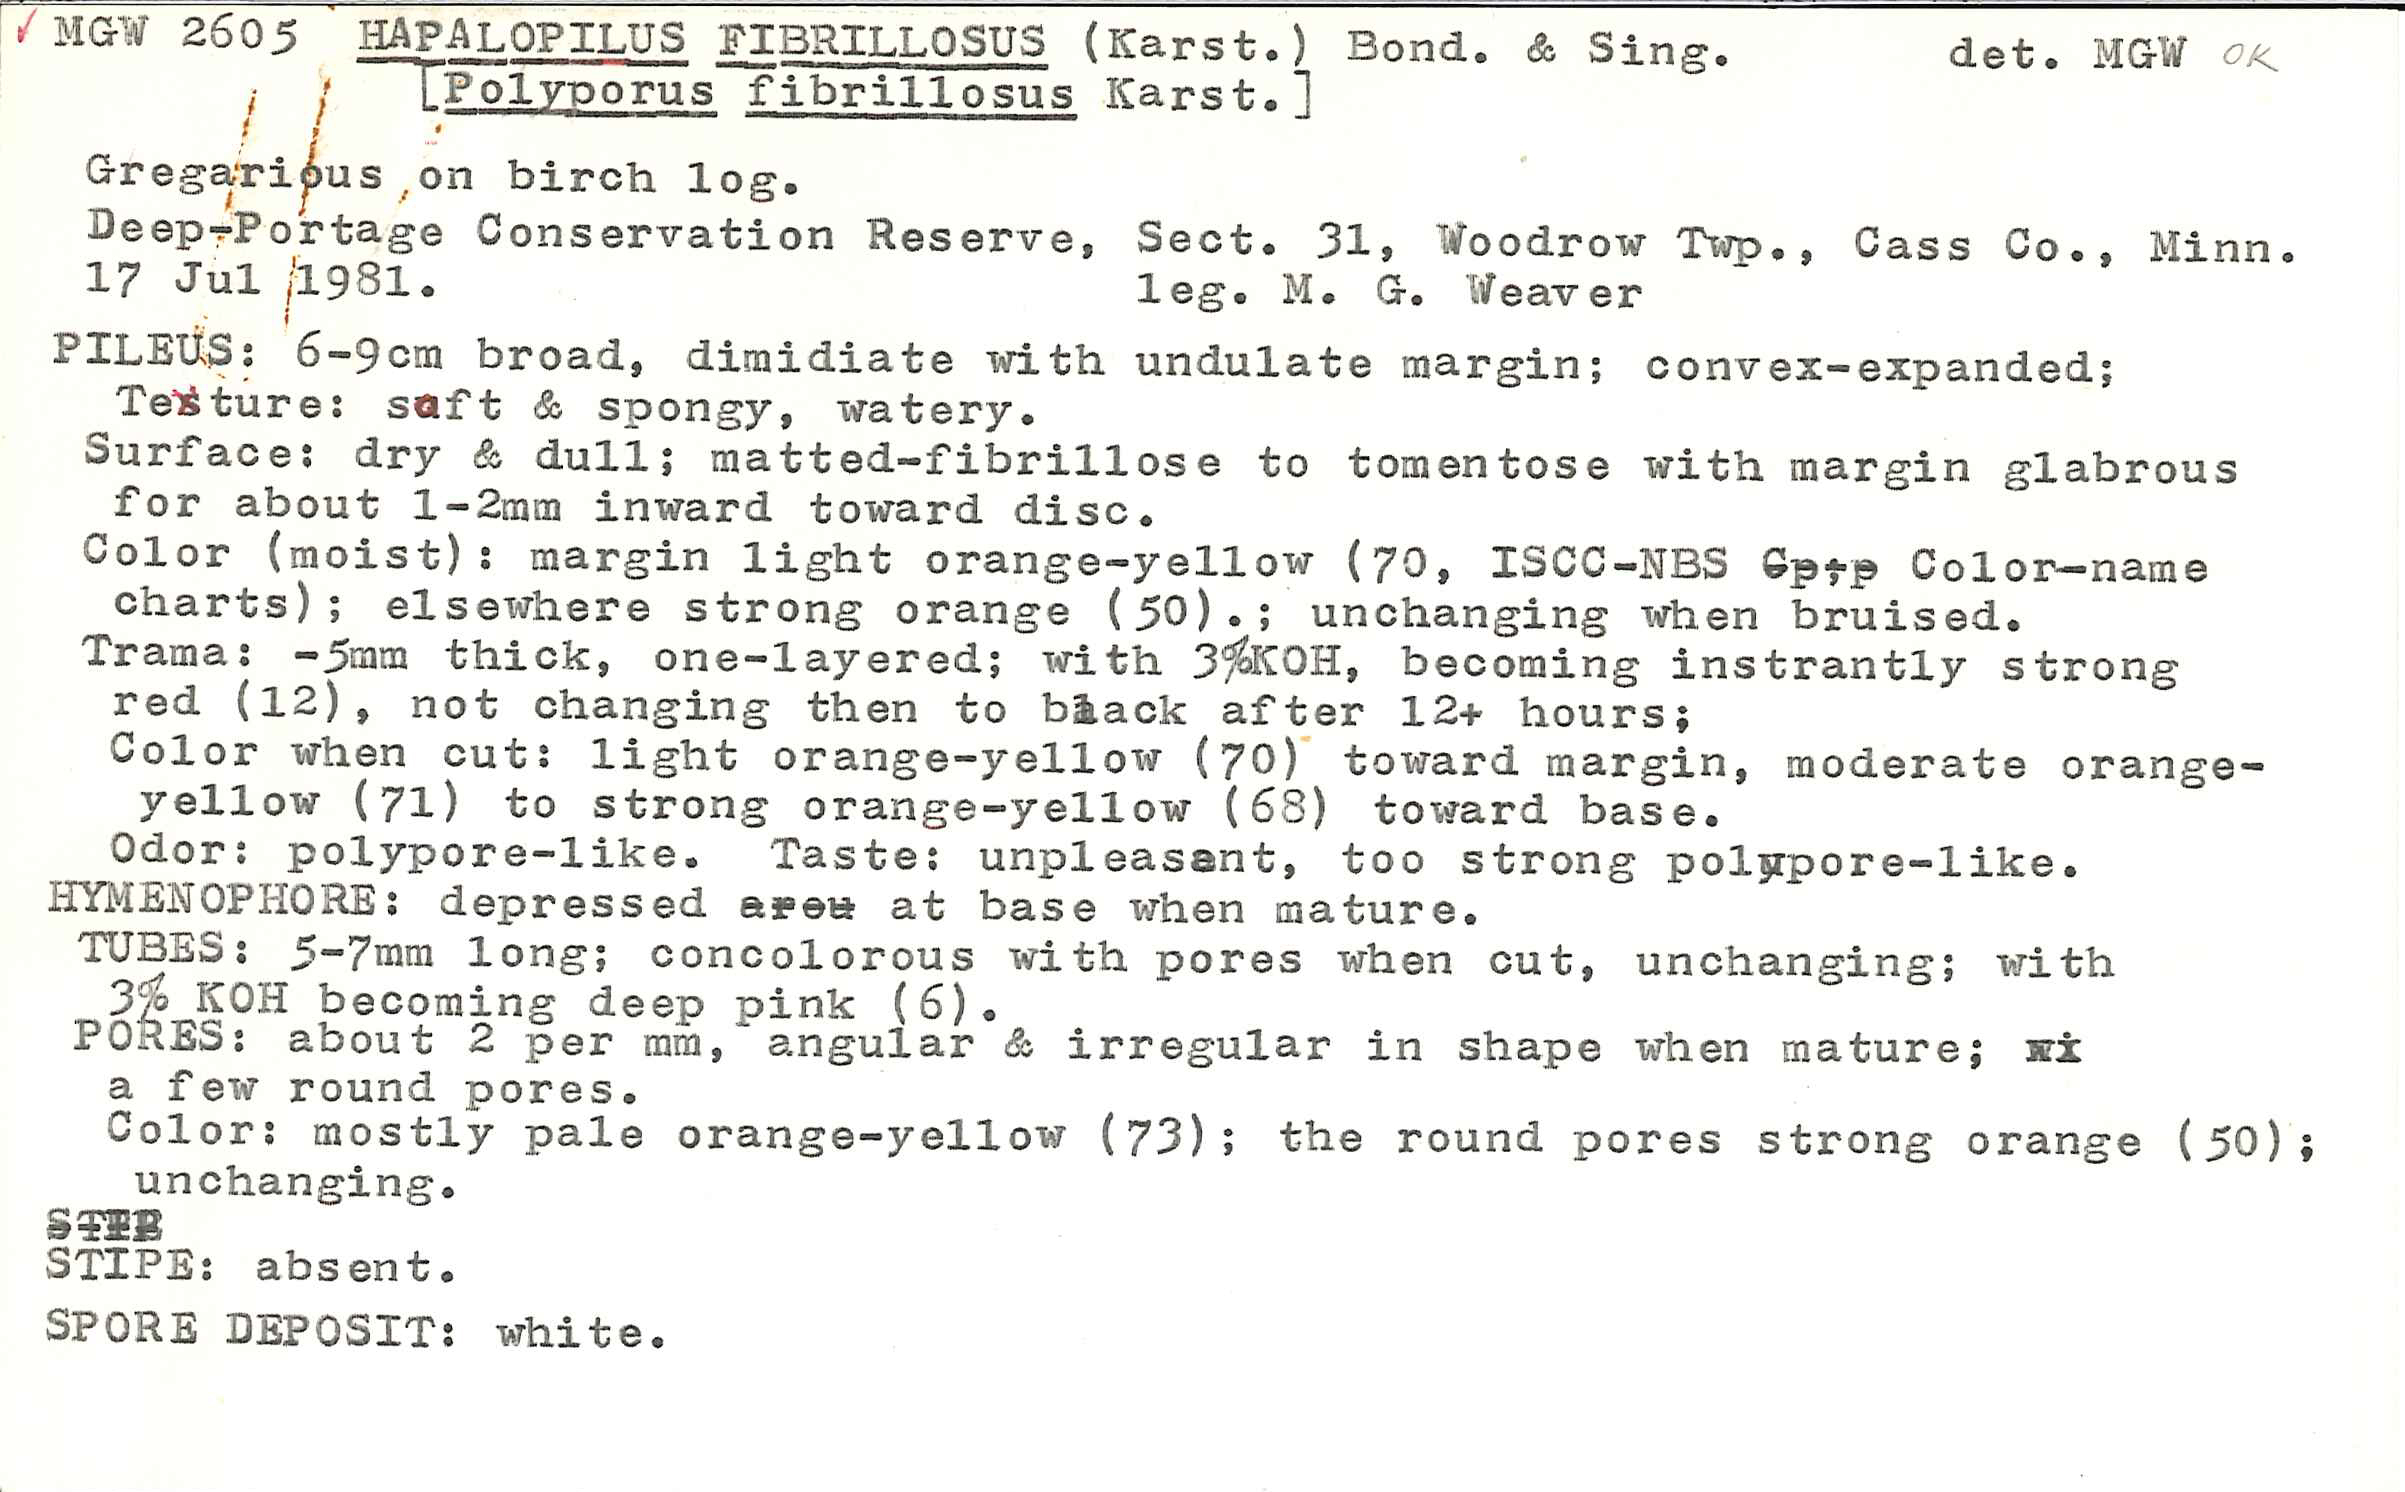 ✓ MGW 2605 HAPALOPILUS FIBRILLOSUS (Karst.) Bond. & Sing. det. MGW OK
[Polyporus fibrillosus Karst.]
Gregarious on birch log.
Deep-Portage Conservation Reserve, Sect. 31, Woodrow Twp., Cass Co., Minn.
17 Jul 1981. leg. M. G. Weaver
PILEUS: 6-9cm broad, dimidiate with undulate margin; convex-expanded;
Texture: soft & spongy, watery.
Surface: dry & dull; matted-fibrillose to tomentose with margin glabrous
for about 1-2mm inward toward disc.
Color (moist): margin light orange-yellow (70, ISCC-NBS Color-name
charts); elsewhere strong orange (50).; unchanging when bruised.
Trama: -5mm thick, one-layered; with 3%KOH, becoming instrantly strong
red (12), not changing then to black after 12+ hours;
Color when cut: light orange-yellow (70) toward margin, moderate orange-
yellow (71) to strong orange-yellow (68) toward base.
Odor: polypore-like. Taste: unpleasant, too strong polypore-like.
HYMENOPHORE: depressed at base when mature.
TUBES: 5-7mm long; concolorous with pores when cut, unchanging; with
3% KOH becoming deep pink (6).
PORES: about 2 per mm, angular & irregular in shape when mature;
a few round pores.
Color: mostly pale orange-yellow (73); the round pores strong orange (50);
unchanging.
STIPE: absent.
SPORE DEPOSIT: white.